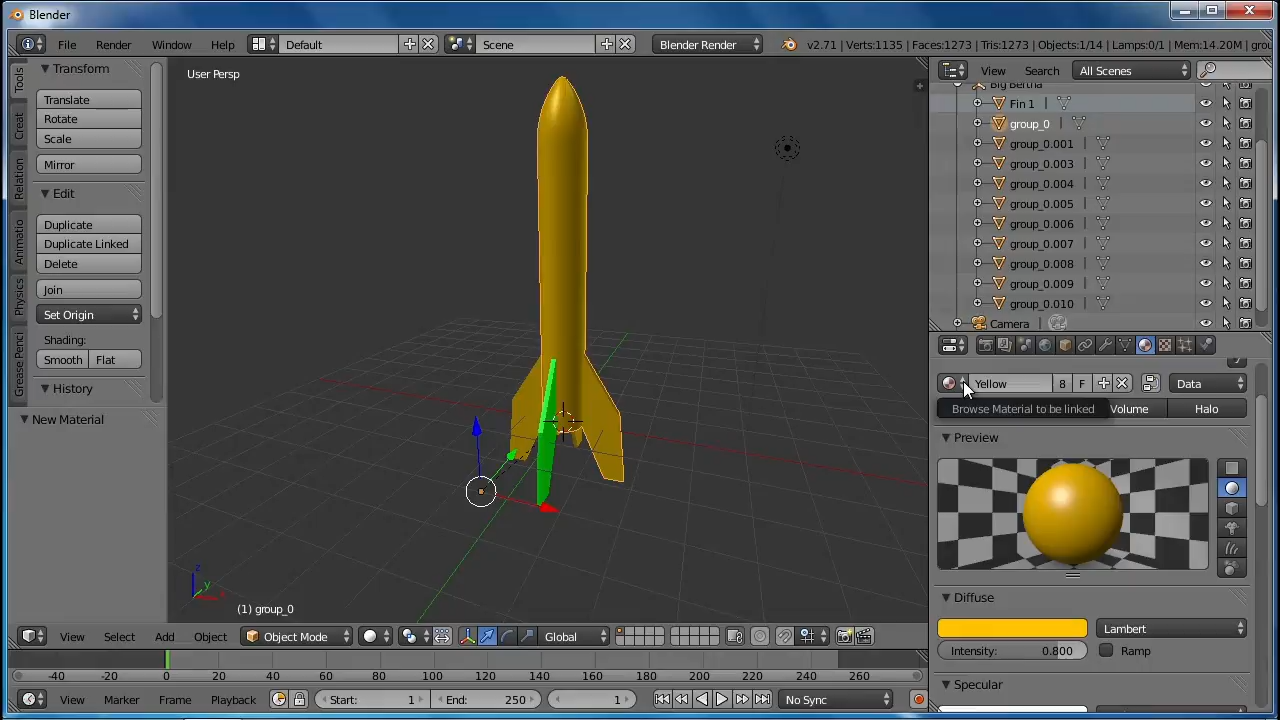 Blender
File Render Window Help Default Scene Blender Render v2.71 | Verts:1135 | Faces:1273 | Tris:1273 | Objects:1/14 | Lamps:0/1 | Mem:14.20M | grou
Tools
Creat
Relation
Animatio
Physics
Grease Penci
Transform
Translate
Rotate
Scale
Mirror
Edit
Duplicate
Duplicate Linked
Delete
Join
Set Origin
Shading:
Smooth Flat
History
New Material
User Persp
z
y
x
(1) group_0
View Search All Scenes
Big Bertha
Fin 1
group_0
group_0.001
group_0.003
group_0.004
group_0.005
group_0.006
group_0.007
group_0.008
group_0.009
group_0.010
Camera
Yellow 8 F Data
Browse Material to be linked Volume Halo
Preview
Diffuse
Lambert
Intensity: 0.800 Ramp
Specular
View Select Add Object Object Mode Global
-40 -20 0 20 40 60 80 100 120 140 160 180 200 220 240 260
View Marker Frame Playback Start: 1 End: 250 1 No Sync